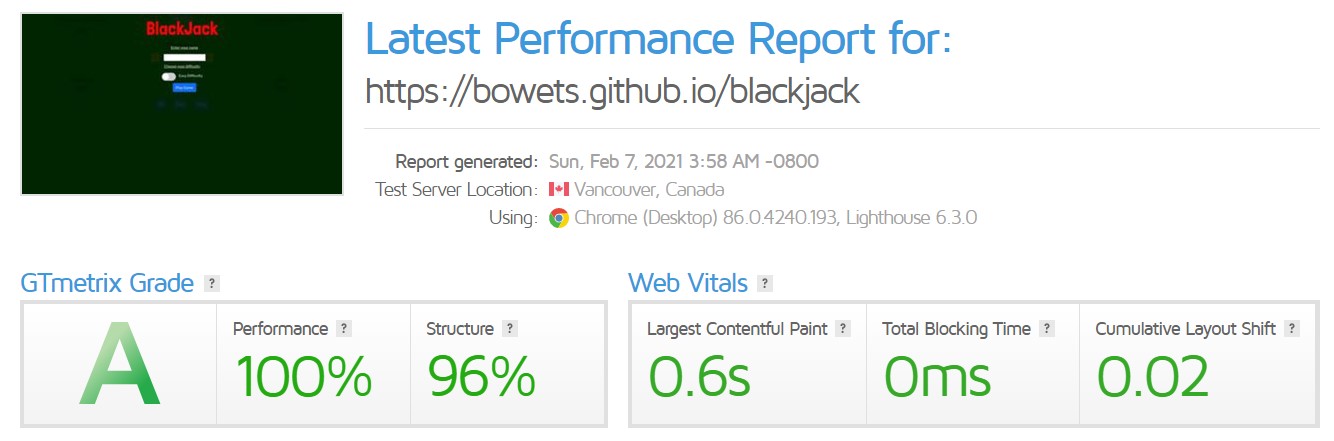 BlackJack
Enter your name
Choose your difficulty
Easy Difficulty
Play Game
Latest Performance Report for:
https://bowets.github.io/blackjack
Report generated: Sun, Feb 7, 2021 3:58 AM -0800
Test Server Location: Vancouver, Canada
Using: Chrome (Desktop) 86.0.4240.193, Lighthouse 6.3.0
GTmetrix Grade ?
A
Performance ?
100%
Structure ?
96%
Web Vitals ?
Largest Contentful Paint ?
0.6s
Total Blocking Time ?
0ms
Cumulative Layout Shift ?
0.02